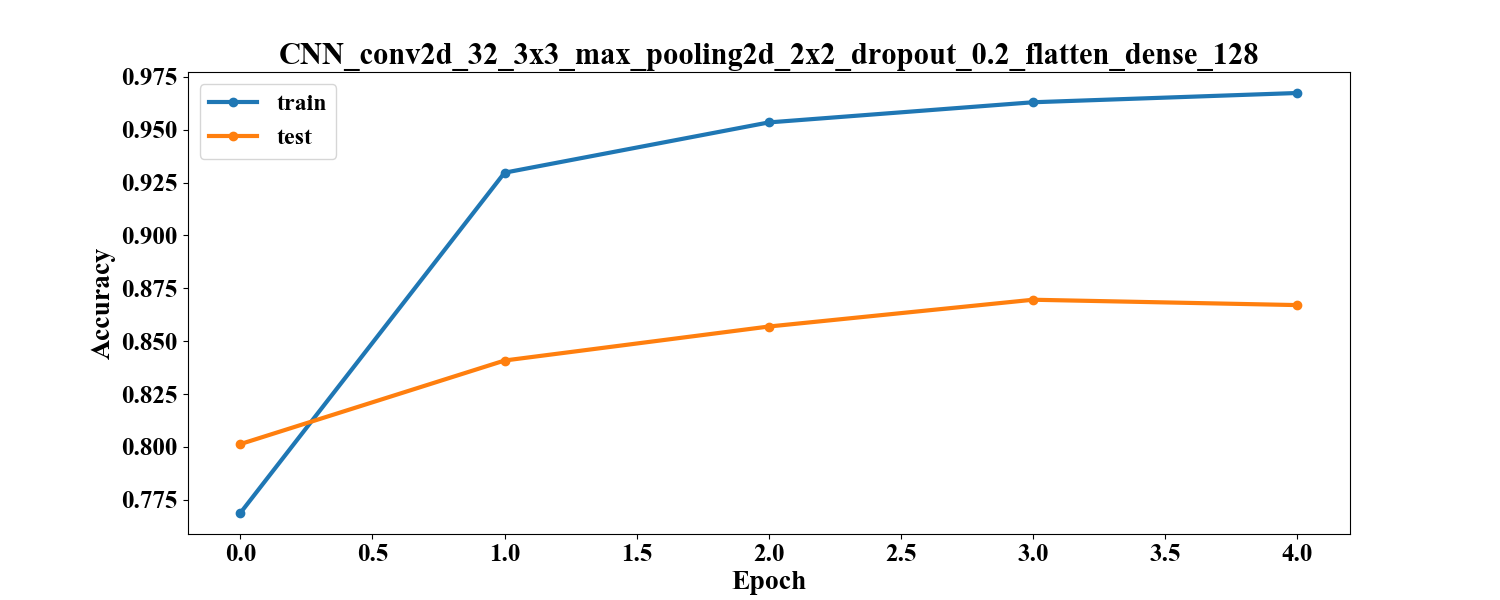 CNN_conv2d_32_3x3_max_pooling2d_2x2_dropout_0.2_flatten_dense_128
0.975
0.950
0.925
0.900
0.875
0.850
0.825
0.800
0.775
Accuracy
train
test
0.0 0.5 1.0 1.5 2.0 2.5 3.0 3.5 4.0
Epoch